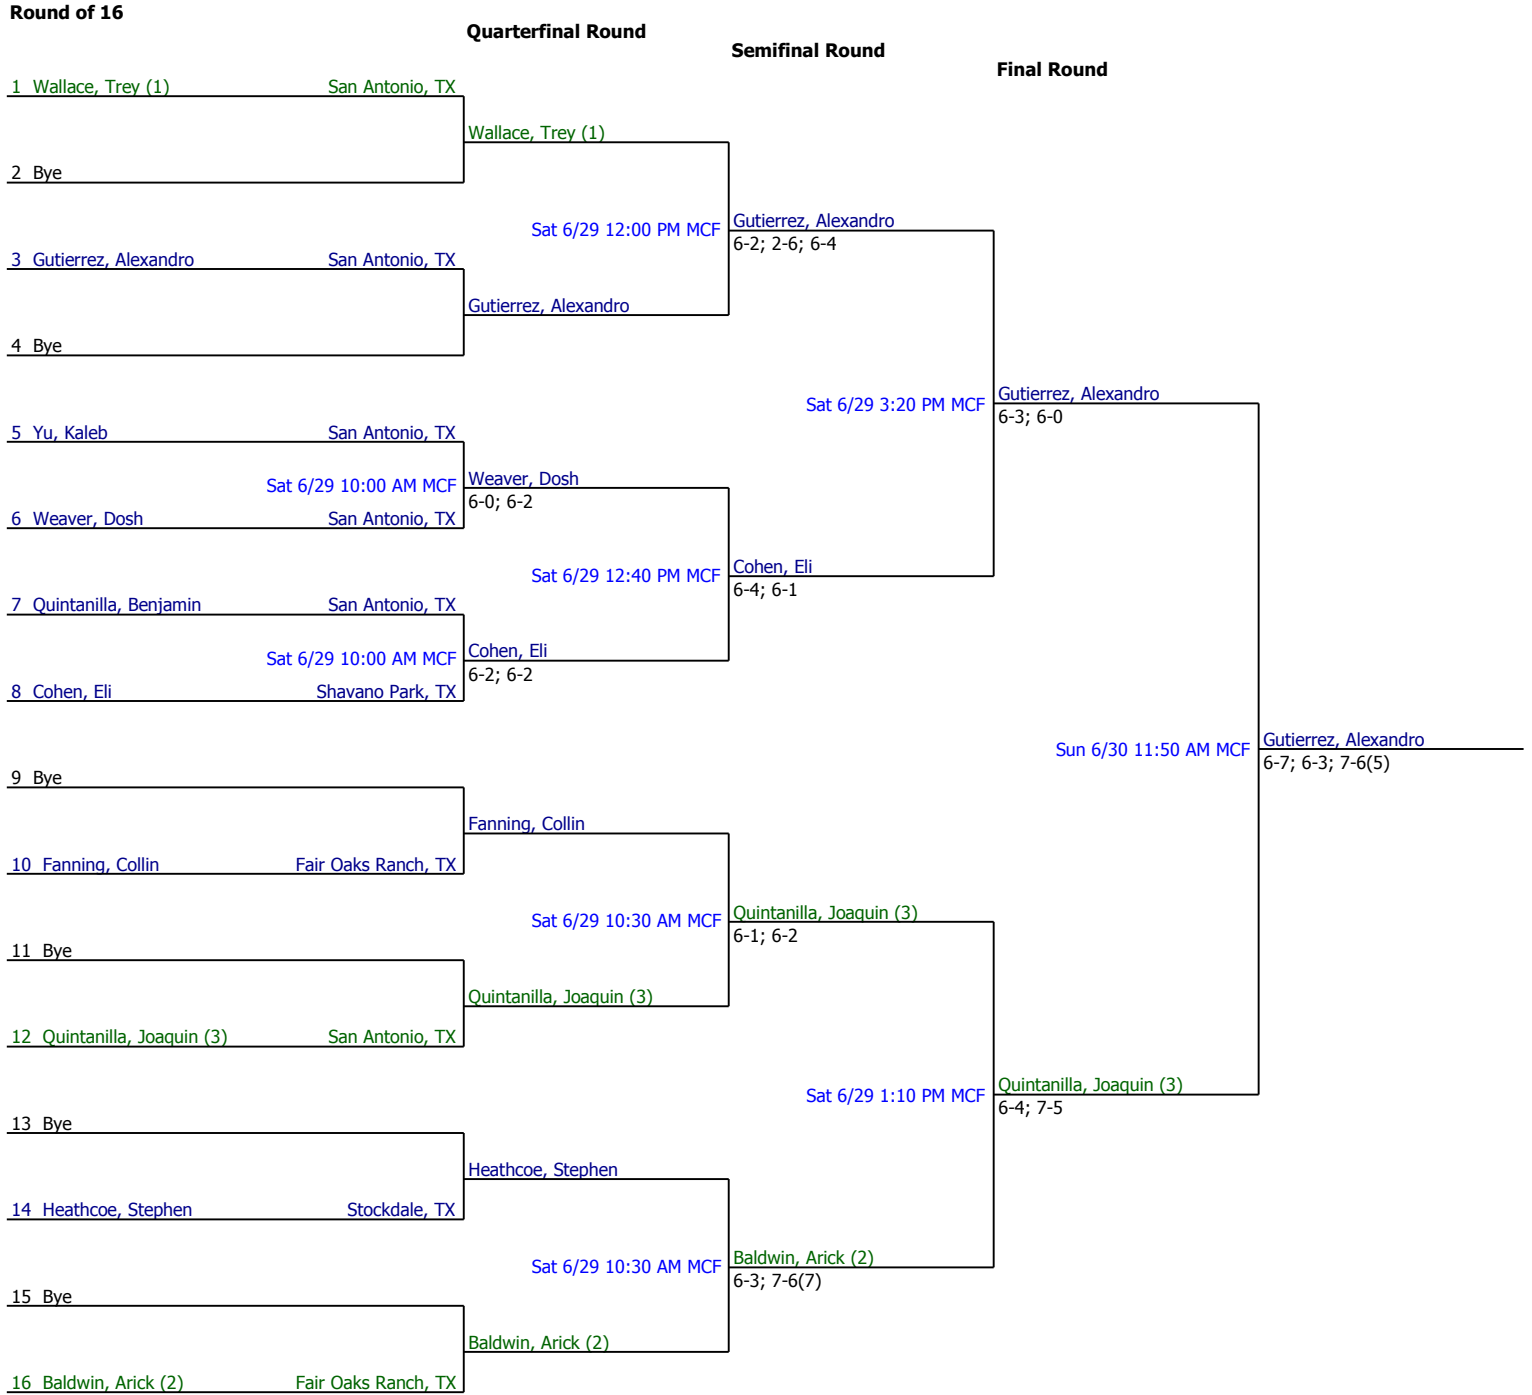 Round of 16
Quarterfinal Round
Semifinal Round
Final Round
1 Wallace, Trey (1) San Antonio, TX
Wallace, Trey (1)
2 Bye
Sat 6/29 12:00 PM MCF Gutierrez, Alexandro
6-2; 2-6; 6-4
3 Gutierrez, Alexandro San Antonio, TX
Gutierrez, Alexandro
4 Bye
Sat 6/29 3:20 PM MCF Gutierrez, Alexandro
6-3; 6-0
5 Yu, Kaleb San Antonio, TX
Sat 6/29 10:00 AM MCF Weaver, Dosh
6-0; 6-2
6 Weaver, Dosh San Antonio, TX
Sat 6/29 12:40 PM MCF Cohen, Eli
6-4; 6-1
7 Quintanilla, Benjamin San Antonio, TX
Sat 6/29 10:00 AM MCF Cohen, Eli
6-2; 6-2
8 Cohen, Eli Shavano Park, TX
Sun 6/30 11:50 AM MCF Gutierrez, Alexandro
6-7; 6-3; 7-6(5)
9 Bye
Fanning, Collin
10 Fanning, Collin Fair Oaks Ranch, TX
Sat 6/29 10:30 AM MCF Quintanilla, Joaquin (3)
6-1; 6-2
11 Bye
Quintanilla, Joaquin (3)
12 Quintanilla, Joaquin (3) San Antonio, TX
Sat 6/29 1:10 PM MCF Quintanilla, Joaquin (3)
6-4; 7-5
13 Bye
Heathcoe, Stephen
14 Heathcoe, Stephen Stockdale, TX
Sat 6/29 10:30 AM MCF Baldwin, Arick (2)
6-3; 7-6(7)
15 Bye
Baldwin, Arick (2)
16 Baldwin, Arick (2) Fair Oaks Ranch, TX